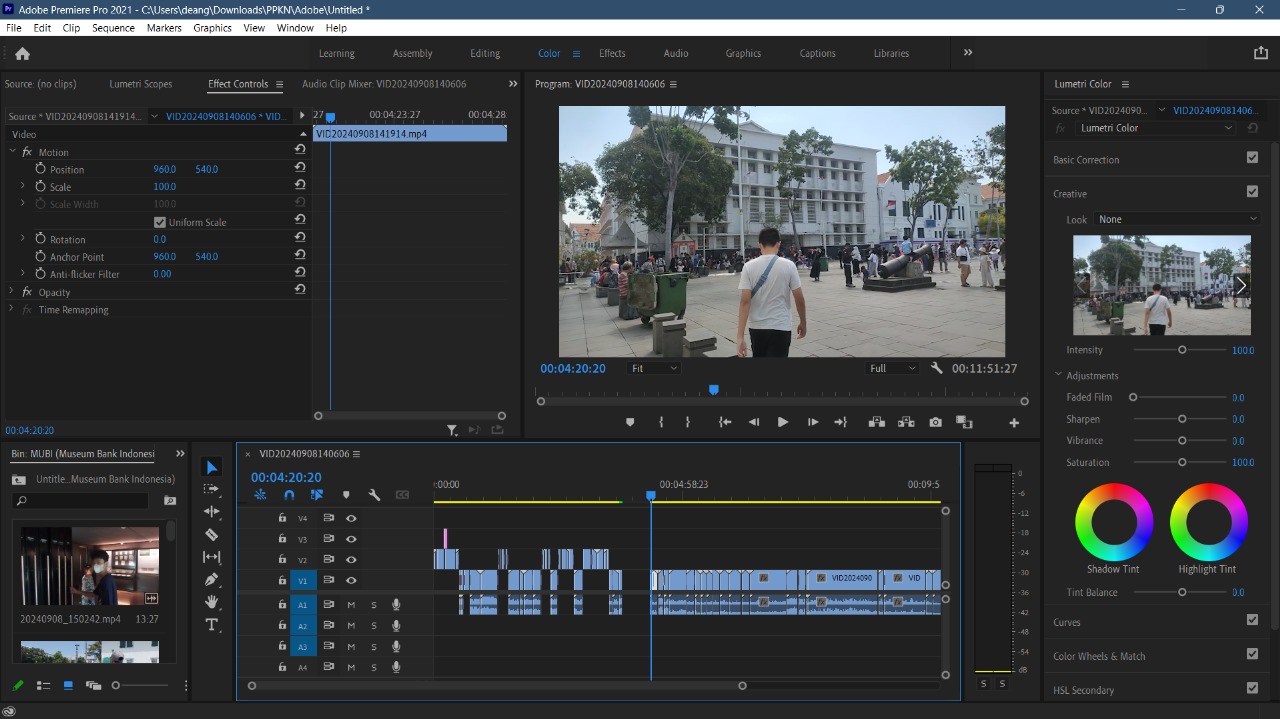 Adobe Premiere Pro 2021 - C:\Users\deang\Downloads\PPKN\Adobe\Untitled *
File Edit Clip Sequence Markers Graphics View Window Help
Learning Assembly Editing Color Effects Audio Graphics Captions Libraries
Source: (no clips) Lumetri Scopes Effect Controls Audio Clip Mixer: VID20240908140606
Source * VID20240908141914... VID20240908140606 * VID...
27 00:04:23:27 00:04:28
Video
VID20240908141914.mp4
fx Motion
Position 960.0 540.0
Scale 100.0
Scale Width 100.0
Uniform Scale
Rotation 0.0
Anchor Point 960.0 540.0
Anti-flicker Filter 0.00
fx Opacity
fx Time Remapping
00:04:20:20
Program: VID20240908140606
00:04:20:20 Fit Full 00:11:51:27
Lumetri Color
Source * VID2024090... VID202409081406...
fx Lumetri Color
Basic Correction
Creative
Look None
Intensity 100.0
Adjustments
Faded Film 0.0
Sharpen 0.0
Vibrance 0.0
Saturation 100.0
Shadow Tint Highlight Tint
Tint Balance 0.0
Curves
Color Wheels & Match
HSL Secondary
Bin: MUBI (Museum Bank Indonesi
Untitle...Museum Bank Indonesia)
20240908_150242.mp4 13:27
VID20240908140606
00:04:20:20
:00:00 00:04:58:23 00:09:5
V4
V3
V2
V1 fx fx VID2024090 fx VID
A1 M S fx fx fx
A2 M S
A3 M S
A4 M S
0
-6
-12
-18
-24
-30
-36
-42
-48
-54
dB
S S